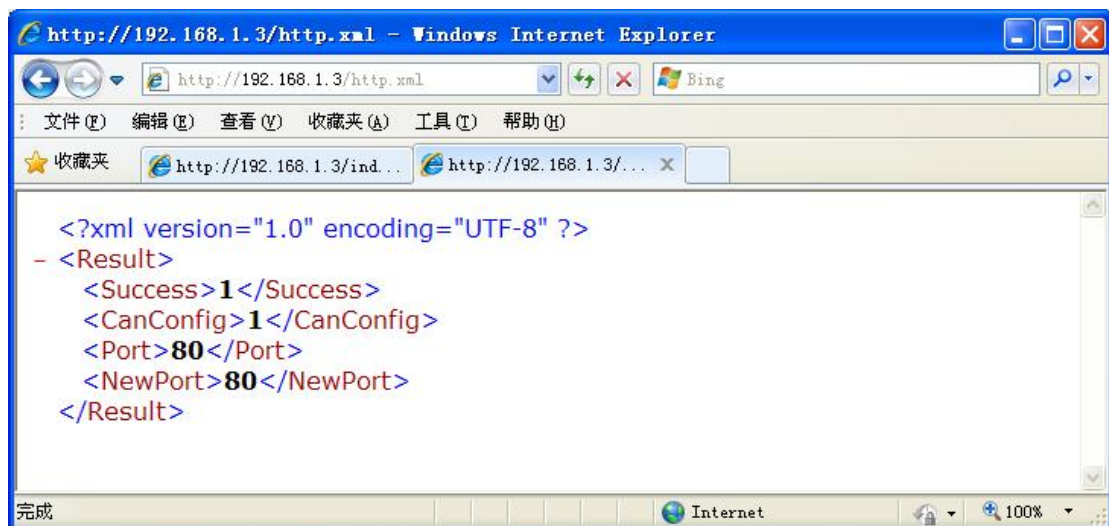 http://192.168.1.3/http.xml - Windows Internet Explorer
http://192.168.1.3/http.xml
Bing
文件(F) 编辑(E) 查看(V) 收藏夹(A) 工具(T) 帮助(H)
收藏夹 http://192.168.1.3/ind... http://192.168.1.3/...
<?xml version="1.0" encoding="UTF-8" ?>
- <Result>
<Success>1</Success>
<CanConfig>1</CanConfig>
<Port>80</Port>
<NewPort>80</NewPort>
</Result>
完成 Internet 100%